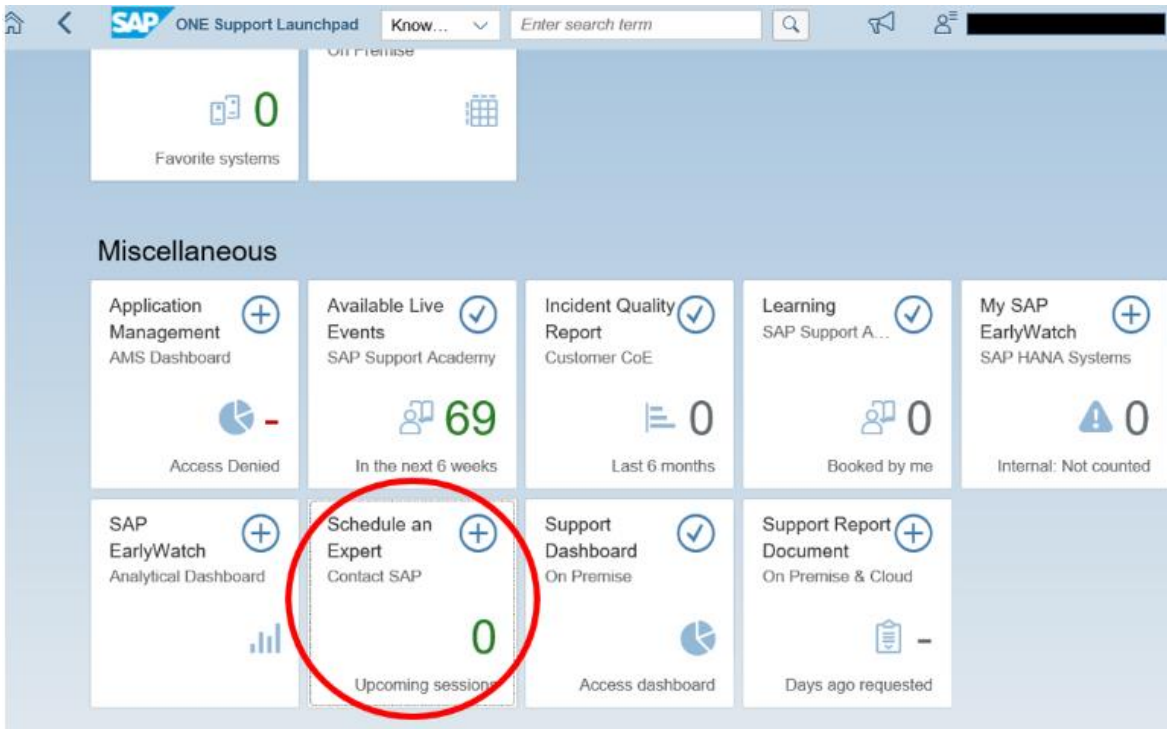 SAP ONE Support Launchpad Know... Enter search term
On Premise
0
Favorite systems
Miscellaneous
Application Management
AMS Dashboard
-
Access Denied
Available Live Events
SAP Support Academy
69
In the next 6 weeks
Incident Quality Report
Customer CoE
0
Last 6 months
Learning
SAP Support A...
0
Booked by me
My SAP EarlyWatch
SAP HANA Systems
0
Internal: Not counted
SAP EarlyWatch
Analytical Dashboard
Schedule an Expert
Contact SAP
0
Upcoming sessions
Support Dashboard
On Premise
Access dashboard
Support Report Document
On Premise & Cloud
-
Days ago requested